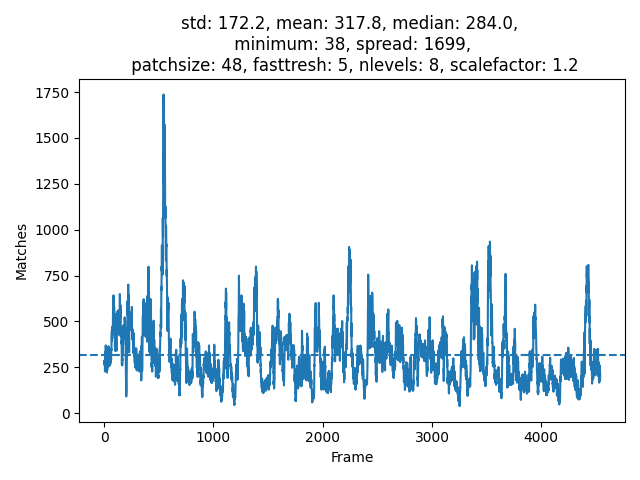 std: 172.2, mean: 317.8, median: 284.0,
minimum: 38, spread: 1699,
patchsize: 48, fasttresh: 5, nlevels: 8, scalefactor: 1.2
1750
1500
1250
1000
750
500
250
0
Matches
0 1000 2000 3000 4000
Frame